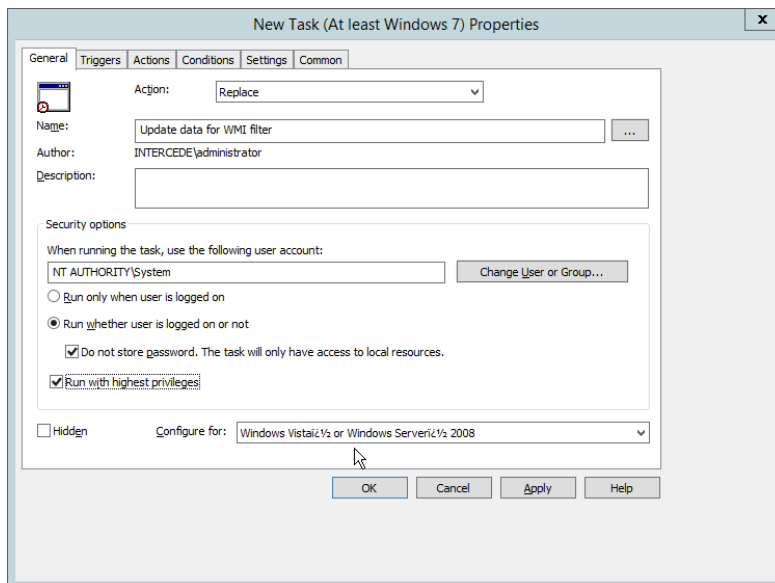 New Task (At least Windows 7) Properties
x
General Triggers Actions Conditions Settings Common
Action: Replace
Name: Update data for WMI filter ...
Author: INTERCEDE\administrator
Description:
Security options
When running the task, use the following user account:
NT AUTHORITY\System Change User or Group...
Run only when user is logged on
Run whether user is logged on or not
Do not store password. The task will only have access to local resources.
Run with highest privileges
Hidden Configure for: Windows Vistaï¿½ or Windows Serverï¿½ 2008
OK Cancel Apply Help